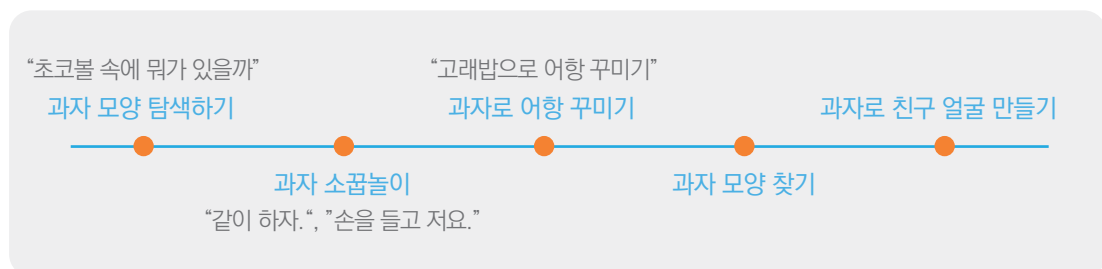 “초코볼 속에 뭐가 있을까”
과자 모양 탐색하기
과자 소꿉놀이
“같이 하자.“, ”손을 들고 저요.”
“고래밥으로 어항 꾸미기”
과자로 어항 꾸미기
과자 모양 찾기
과자로 친구 얼굴 만들기